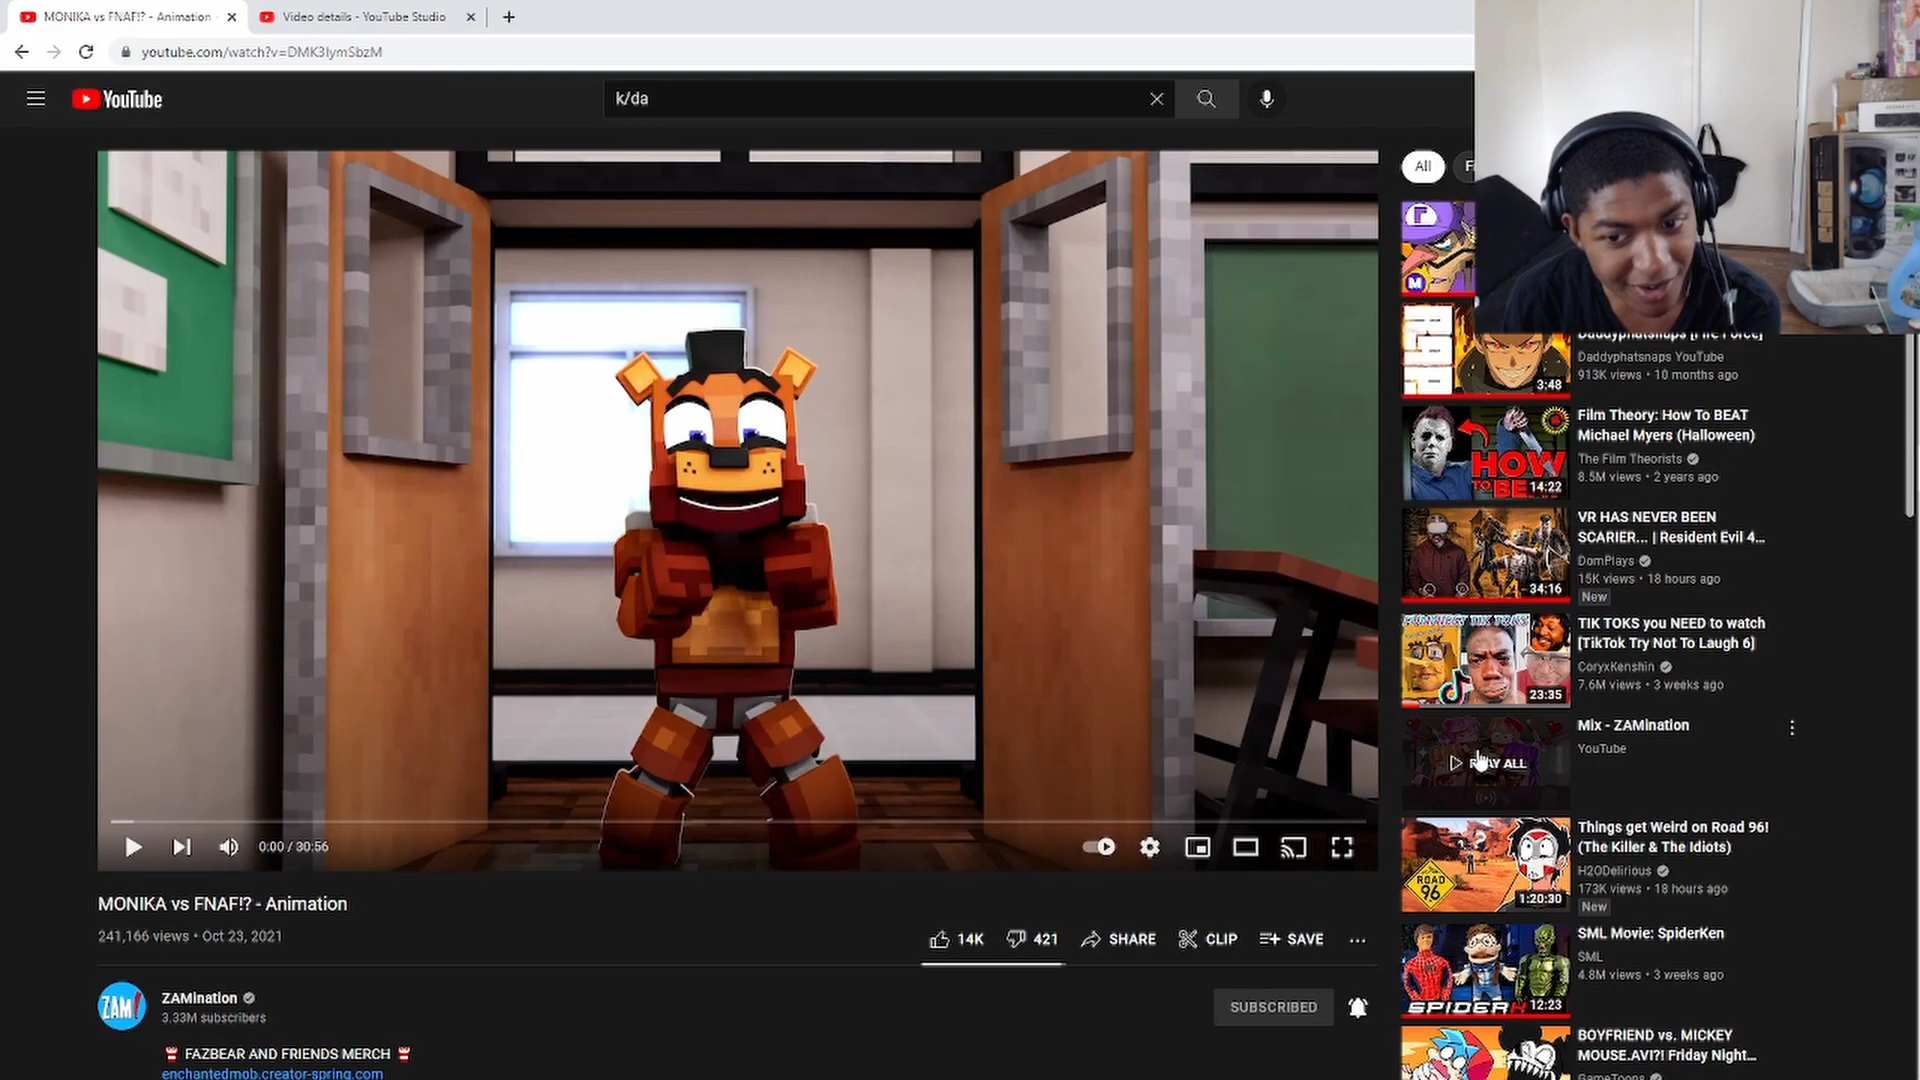 MONIKA vs FNAF!? - Animation
Video details - YouTube Studio
youtube.com/watch?v=DMK3lymSbzM
YouTube
k/da
All
F
M
Daddyphatsnaps [Fire Force]
Daddyphatsnaps YouTube
913K views • 10 months ago
3:48
Film Theory: How To BEAT
Michael Myers (Halloween)
The Film Theorists
8.5M views • 2 years ago
HOW
TO BE
14:22
VR HAS NEVER BEEN
SCARIER... | Resident Evil 4...
DomPlays
15K views • 18 hours ago
New
34:16
TIK TOKS you NEED to watch
[TikTok Try Not To Laugh 6]
CoryxKenshin
7.6M views • 3 weeks ago
23:35
Mix - ZAMination
YouTube
PLAY ALL
Things get Weird on Road 96!
(The Killer & The Idiots)
H2ODelirious
173K views • 18 hours ago
New
ROAD
96
1:20:30
SML Movie: SpiderKen
SML
4.8M views • 3 weeks ago
SPIDER
12:23
BOYFRIEND vs. MICKEY
MOUSE.AVI?! Friday Night...
GameToons
0:00 / 30:56
MONIKA vs FNAF!? - Animation
241,166 views • Oct 23, 2021
14K
421
SHARE
CLIP
SAVE
ZAM!
ZAMination
3.33M subscribers
SUBSCRIBED
FAZBEAR AND FRIENDS MERCH
enchantedmob.creator-spring.com